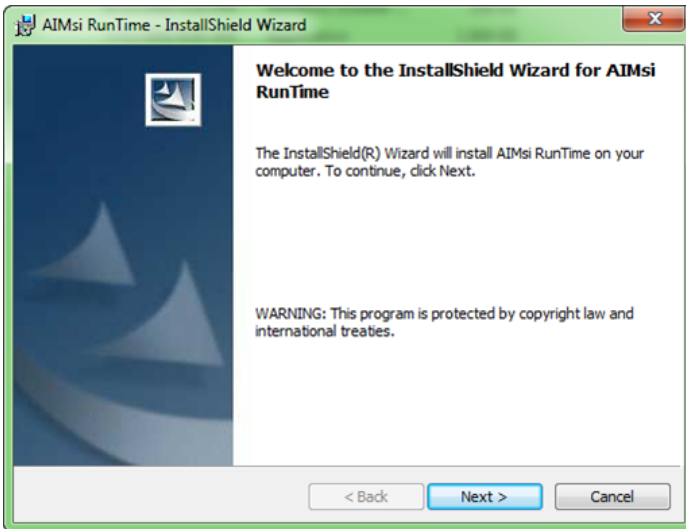 AIMsi RunTime - InstallShield Wizard
Welcome to the InstallShield Wizard for AIMsi
RunTime
The InstallShield(R) Wizard will install AIMsi RunTime on your
computer. To continue, click Next.
WARNING: This program is protected by copyright law and
international treaties.
< Back
Next >
Cancel